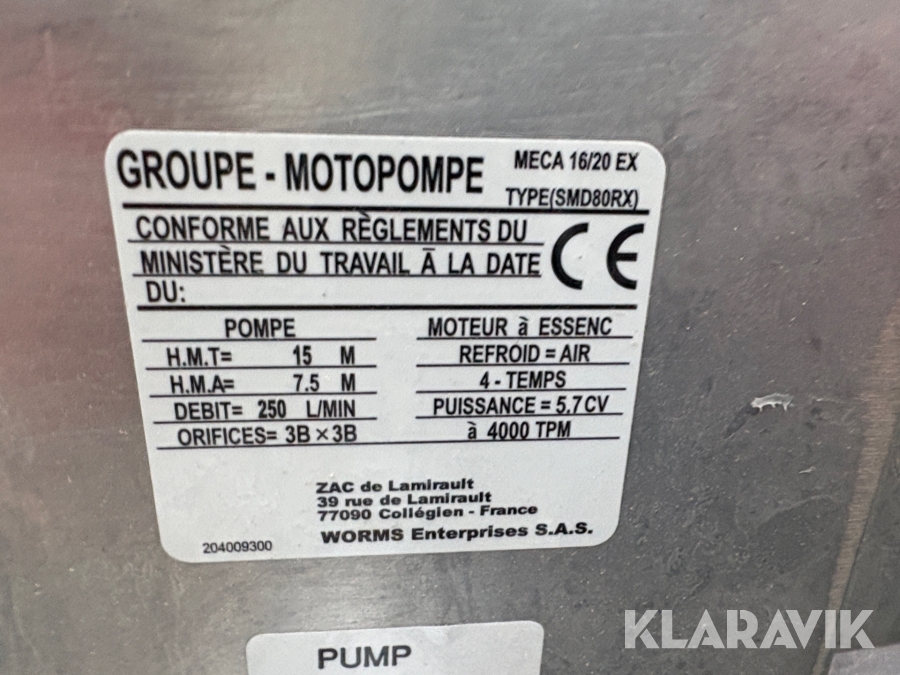 GROUPE - MOTOPOMPE
MECA 16/20 EX
TYPE(SMD80RX)
CONFORME AUX RÈGLEMENTS DU
MINISTÈRE DU TRAVAIL Ā LA DATE
DU:
CE
POMPE
H.M.T= 15 M
H.M.A= 7.5 M
DEBIT= 250 L/MIN
ORIFICES= 3B × 3B
MOTEUR à ESSENC
REFROID = AIR
4 - TEMPS
PUISSANCE = 5.7 CV
à 4000 TPM
ZAC de Lamirault
39 rue de Lamirault
77090 Collégien - France
WORMS Enterprises S.A.S.
204009300
PUMP
KLARAVIK